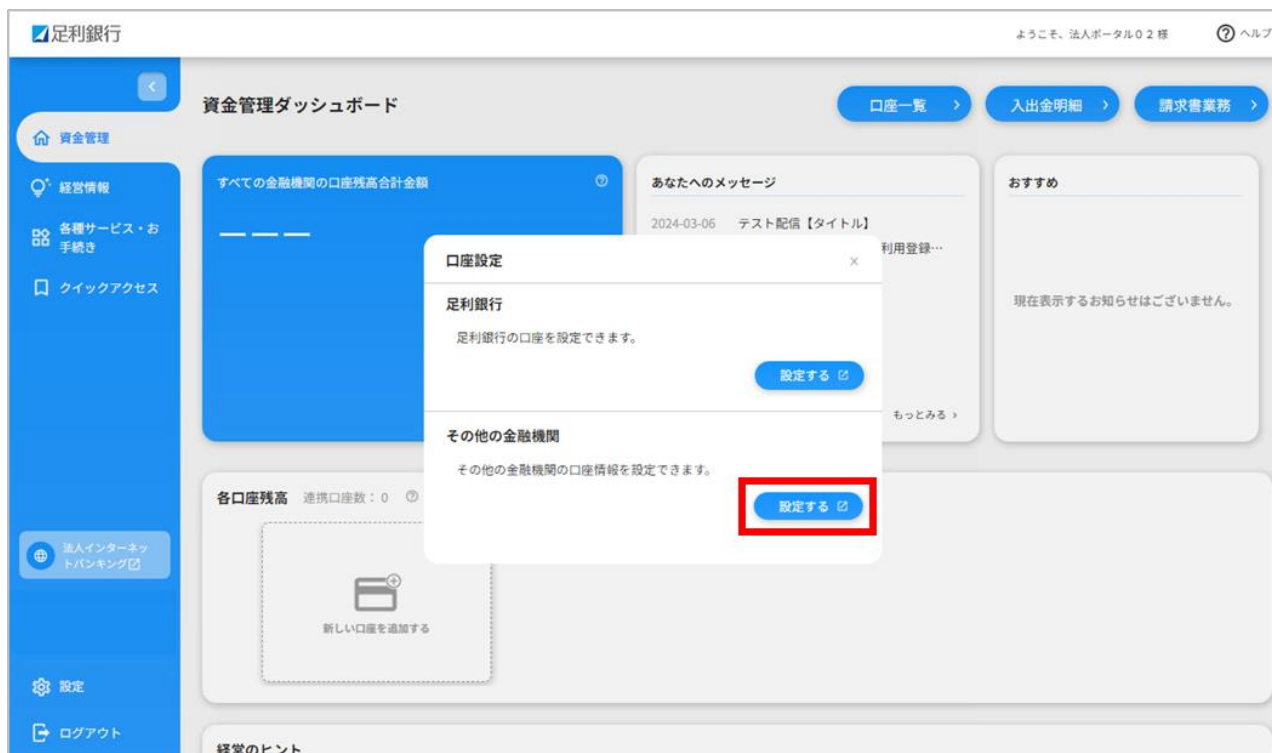 足利銀行
ようこそ、法人ポータル02様
ヘルプ
資金管理ダッシュボード
口座一覧
入出金明細
請求書業務
資金管理
経営情報
各種サービス・お
手続き
クイックアクセス
法人インターネッ
トバンキング
設定
ログアウト
すべての金融機関の口座残高合計金額
あなたへのメッセージ
2024-03-06 テスト配信【タイトル】
利用登録…
もっとみる
おすすめ
現在表示するお知らせはございません。
口座設定
足利銀行
足利銀行の口座を設定できます。
設定する
その他の金融機関
その他の金融機関の口座情報を設定できます。
設定する
各口座残高 連携口座数:0
新しい口座を追加する
経営のヒント